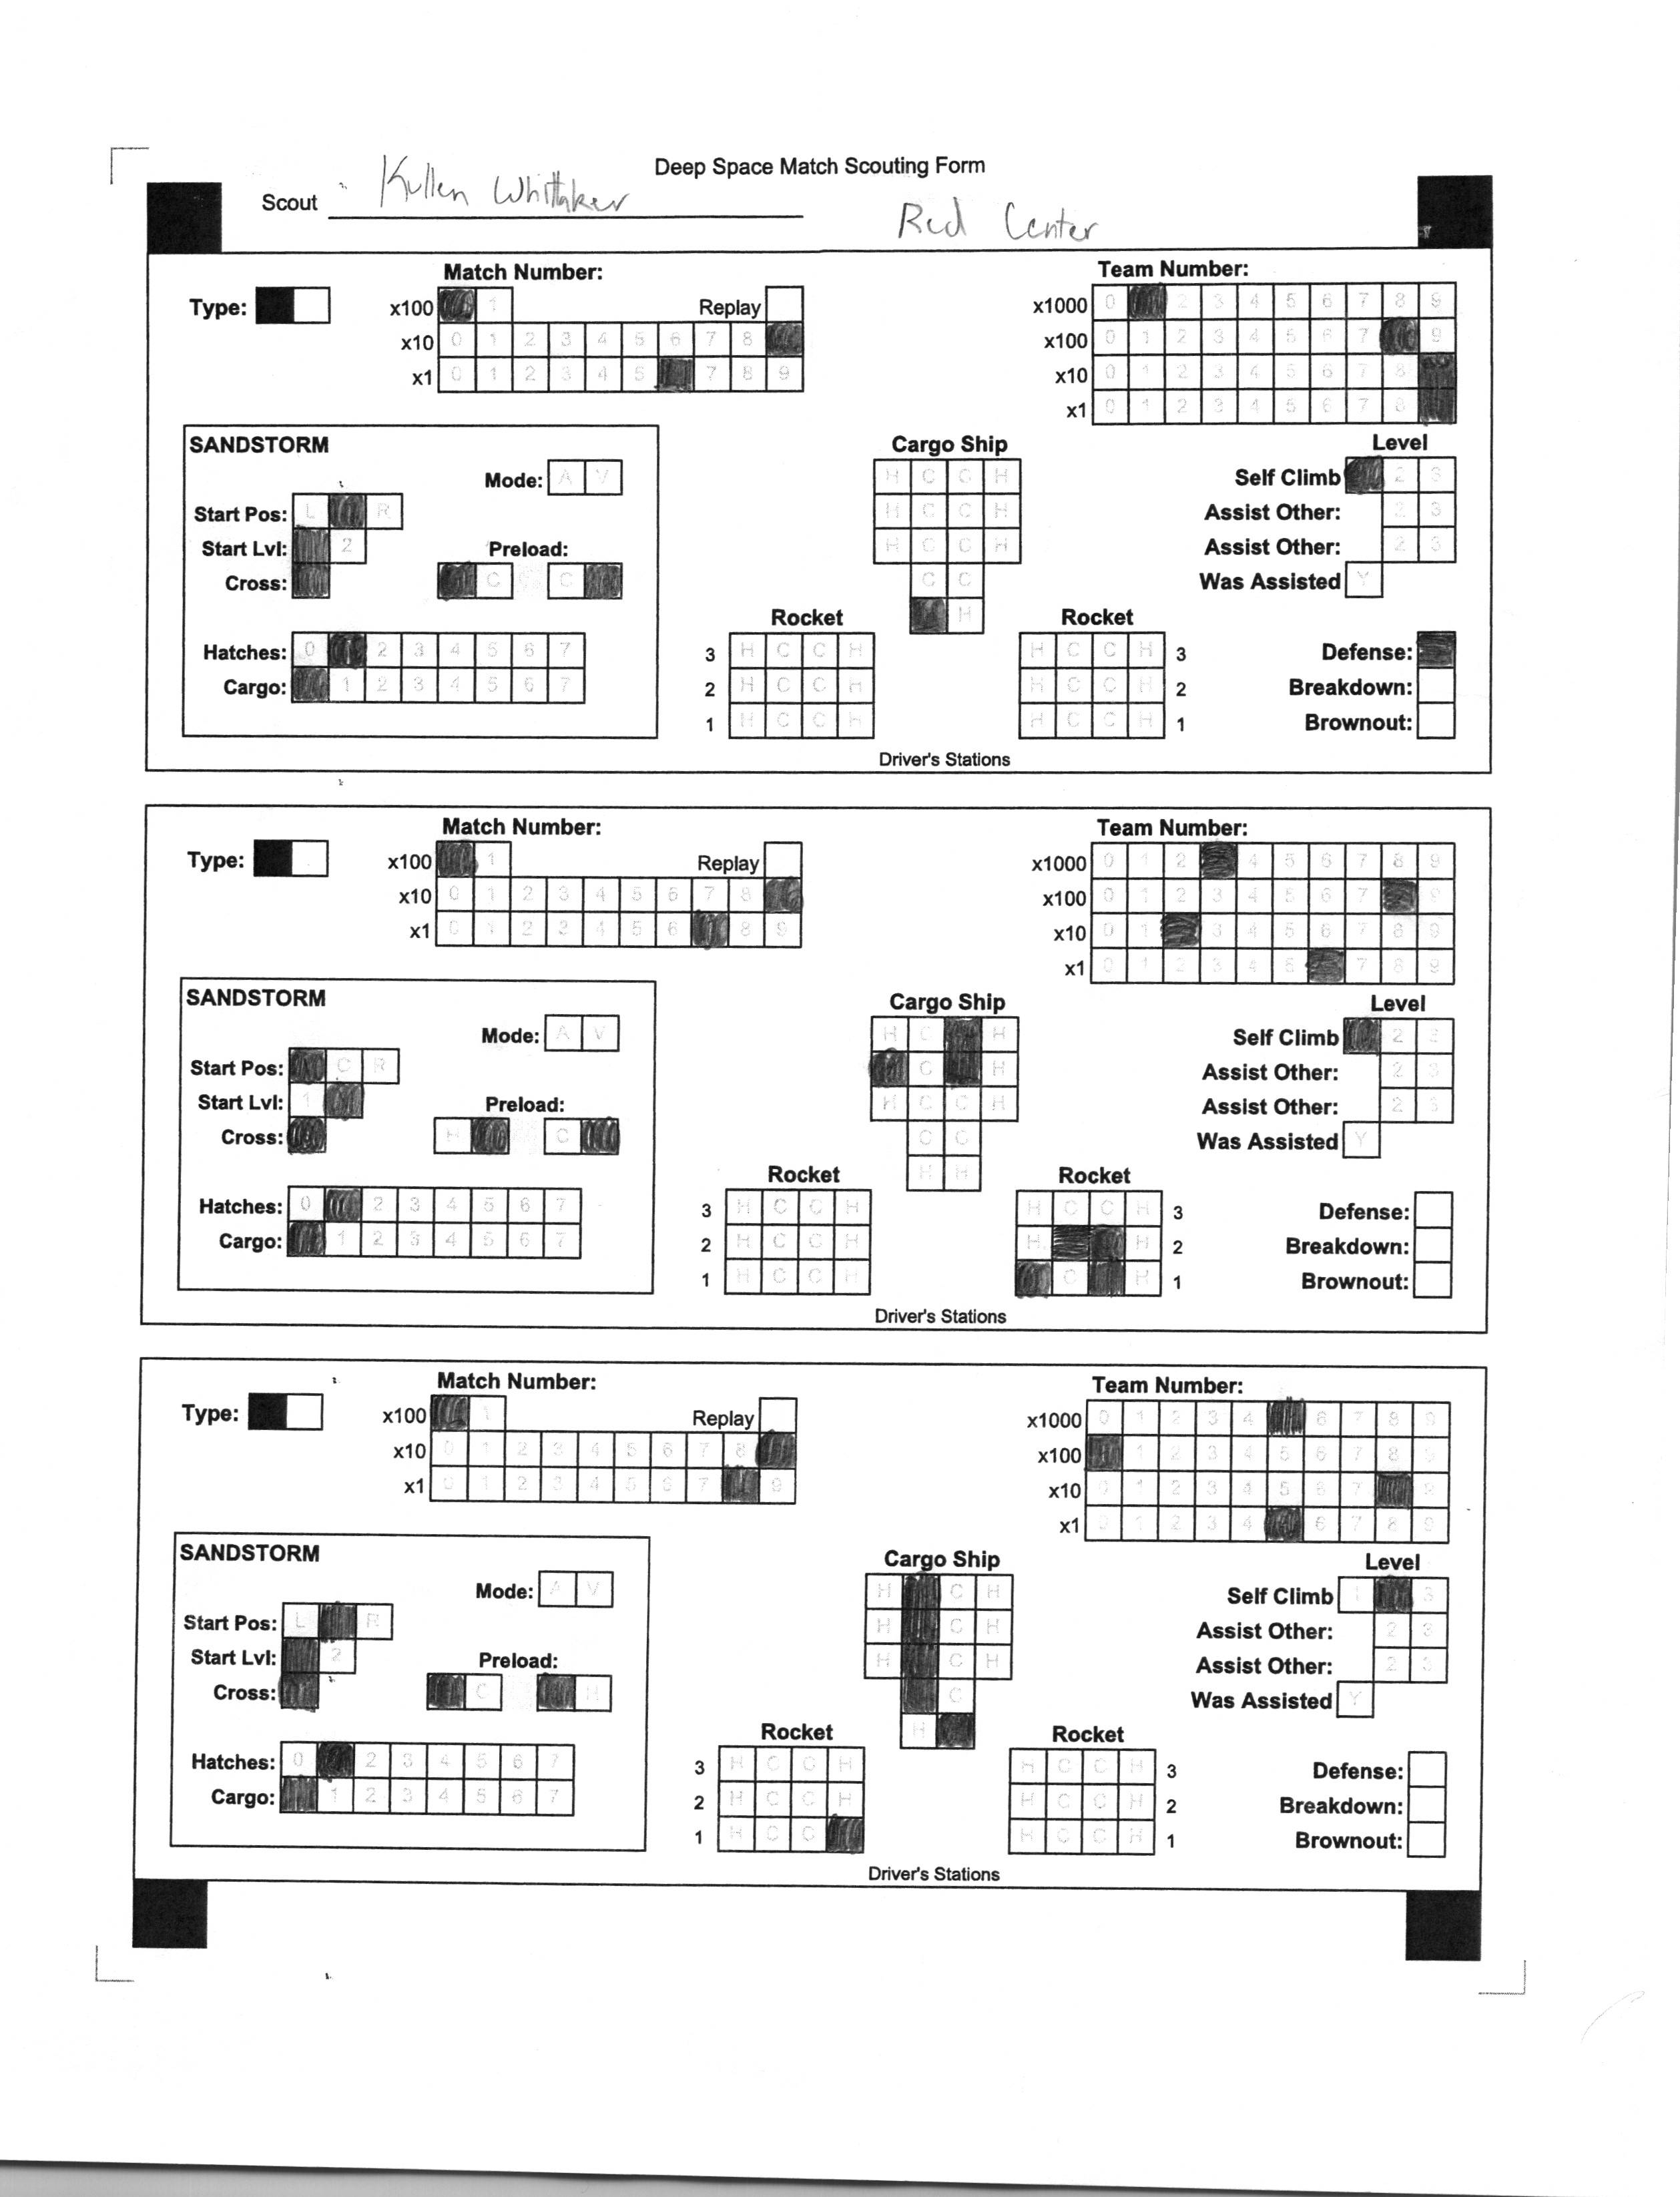 Deep Space Match Scouting Form
Scout Kullen Whittaker
Red Center
Match Number: Team Number:
Type: x100 1 Replay x1000 0 2 3 4 5 6 7 8 9
x10 0 1 2 3 4 5 6 7 8 x100 0 1 2 3 4 5 6 7 9
x1 0 1 2 3 4 5 7 8 9 x10 0 1 2 3 4 5 6 7 8
x1 0 1 2 3 4 5 6 7 8
SANDSTORM Cargo Ship Level
Mode: A V H C C H Self Climb 2 3
Start Pos: L R H C C H Assist Other: 2 3
Start Lvl: 2 Preload: H C C H Assist Other: 2 3
Cross: C C C C Was Assisted Y
Rocket H Rocket
Hatches: 0 2 3 4 5 6 7 3 H C C H H C C H 3 Defense:
Cargo: 1 2 3 4 5 6 7 2 H C C H H C C H 2 Breakdown:
1 H C C H H C C H 1 Brownout:
Driver's Stations
Match Number: Team Number:
Type: x100 1 Replay x1000 0 1 2 4 5 6 7 8 9
x10 0 1 2 3 4 5 6 7 8 x100 0 1 2 3 4 5 6 7 9
x1 0 1 2 3 4 5 6 8 9 x10 0 1 3 4 5 6 7 8 9
x1 0 1 2 3 4 5 7 8 9
SANDSTORM Cargo Ship Level
Mode: A V H C H Self Climb 2 3
Start Pos: C R C H Assist Other: 2 3
Start Lvl: 1 Preload: H C C H Assist Other: 2 3
Cross: H C C C Was Assisted Y
Rocket H H Rocket
Hatches: 0 2 3 4 5 6 7 3 H C C H H C C H 3 Defense:
Cargo: 1 2 3 4 5 6 7 2 H C C H H H 2 Breakdown:
1 H C C H C H 1 Brownout:
Driver's Stations
Match Number: Team Number:
Type: x100 1 Replay x1000 0 1 2 3 4 6 7 8 9
x10 0 1 2 3 4 5 6 7 8 x100 1 2 3 4 5 6 7 8 9
x1 0 1 2 3 4 5 6 7 9 x10 0 1 2 3 4 5 6 7 9
x1 0 1 2 3 4 6 7 8 9
SANDSTORM Cargo Ship Level
Mode: A V H C H Self Climb 1 3
Start Pos: L R H C H Assist Other: 2 3
Start Lvl: 2 Preload: H C H Assist Other: 2 3
Cross: C H C Was Assisted Y
Rocket H Rocket
Hatches: 0 2 3 4 5 6 7 3 H C C H H C C H 3 Defense:
Cargo: 1 2 3 4 5 6 7 2 H C C H H C C H 2 Breakdown:
1 H C C H C C H 1 Brownout:
Driver's Stations